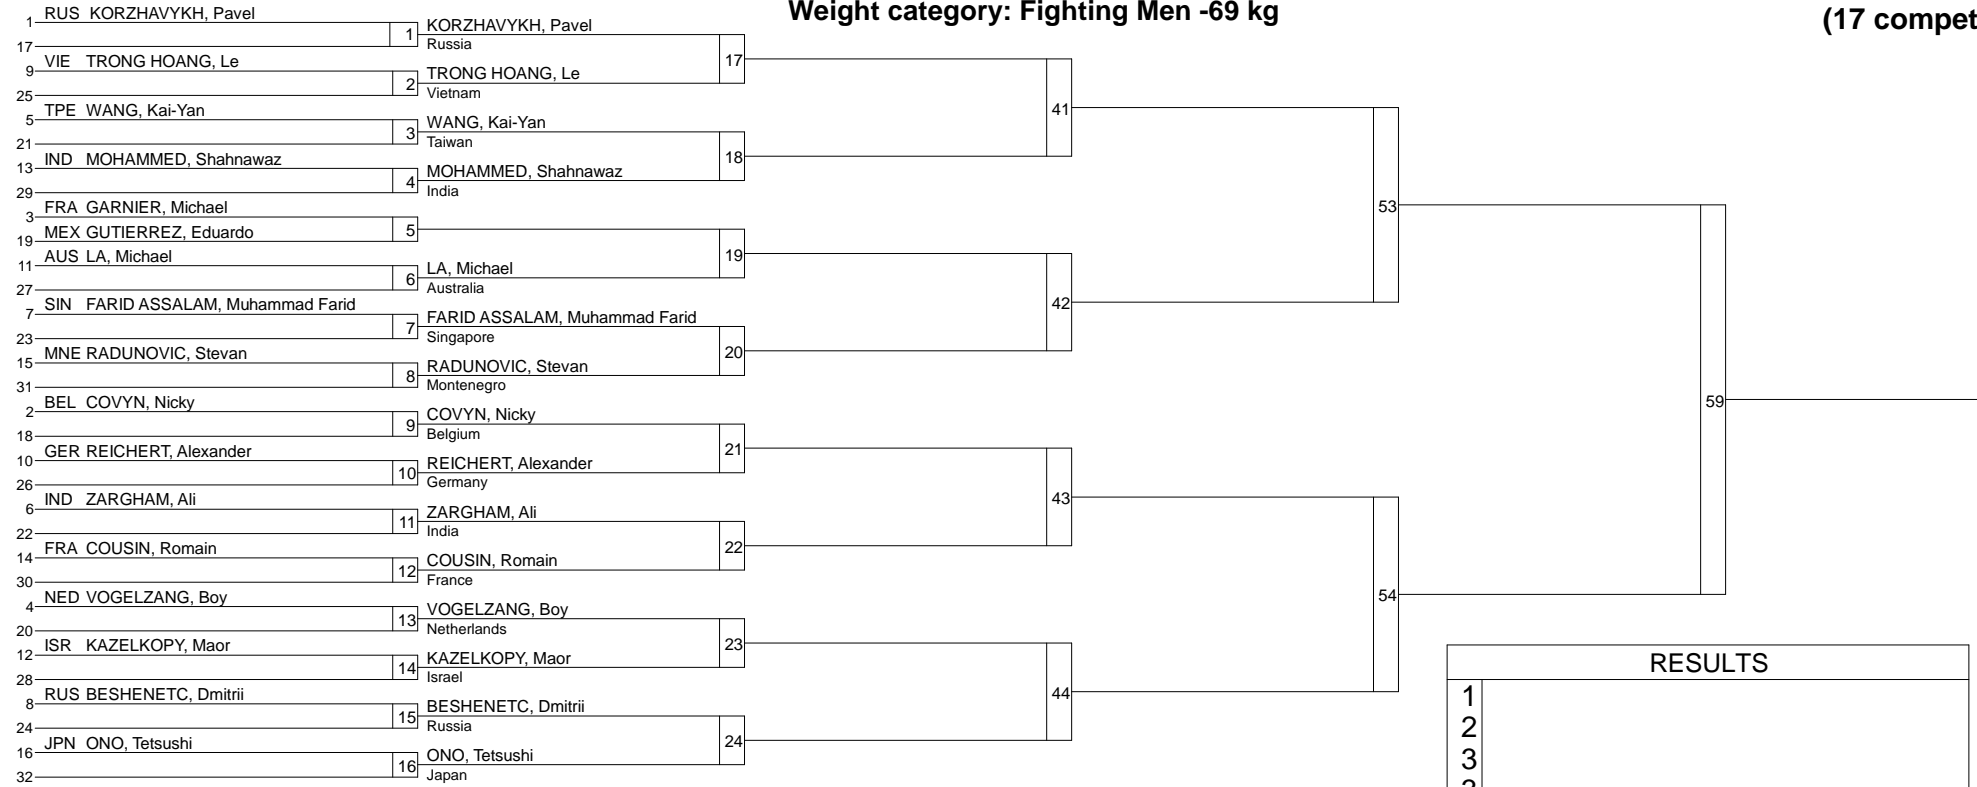 Weight category: Fighting Men -69 kg
(17 compet
1 RUS KORZHAVYKH, Pavel
17
1 KORZHAVYKH, Pavel
Russia
9 VIE TRONG HOANG, Le
25
2 TRONG HOANG, Le
Vietnam
17
5 TPE WANG, Kai-Yan
21
3 WANG, Kai-Yan
Taiwan
13 IND MOHAMMED, Shahnawaz
29
4 MOHAMMED, Shahnawaz
India
18
41
3 FRA GARNIER, Michael
19 MEX GUTIERREZ, Eduardo
5
11 AUS LA, Michael
27
6 LA, Michael
Australia
19
7 SIN FARID ASSALAM, Muhammad Farid
23
7 FARID ASSALAM, Muhammad Farid
Singapore
15 MNE RADUNOVIC, Stevan
31
8 RADUNOVIC, Stevan
Montenegro
20
42
53
2 BEL COVYN, Nicky
18
9 COVYN, Nicky
Belgium
10 GER REICHERT, Alexander
26
10 REICHERT, Alexander
Germany
21
6 IND ZARGHAM, Ali
22
11 ZARGHAM, Ali
India
14 FRA COUSIN, Romain
30
12 COUSIN, Romain
France
22
43
4 NED VOGELZANG, Boy
20
13 VOGELZANG, Boy
Netherlands
12 ISR KAZELKOPY, Maor
28
14 KAZELKOPY, Maor
Israel
23
8 RUS BESHENETC, Dmitrii
24
15 BESHENETC, Dmitrii
Russia
16 JPN ONO, Tetsushi
32
16 ONO, Tetsushi
Japan
24
44
54
59
RESULTS
1
2
3